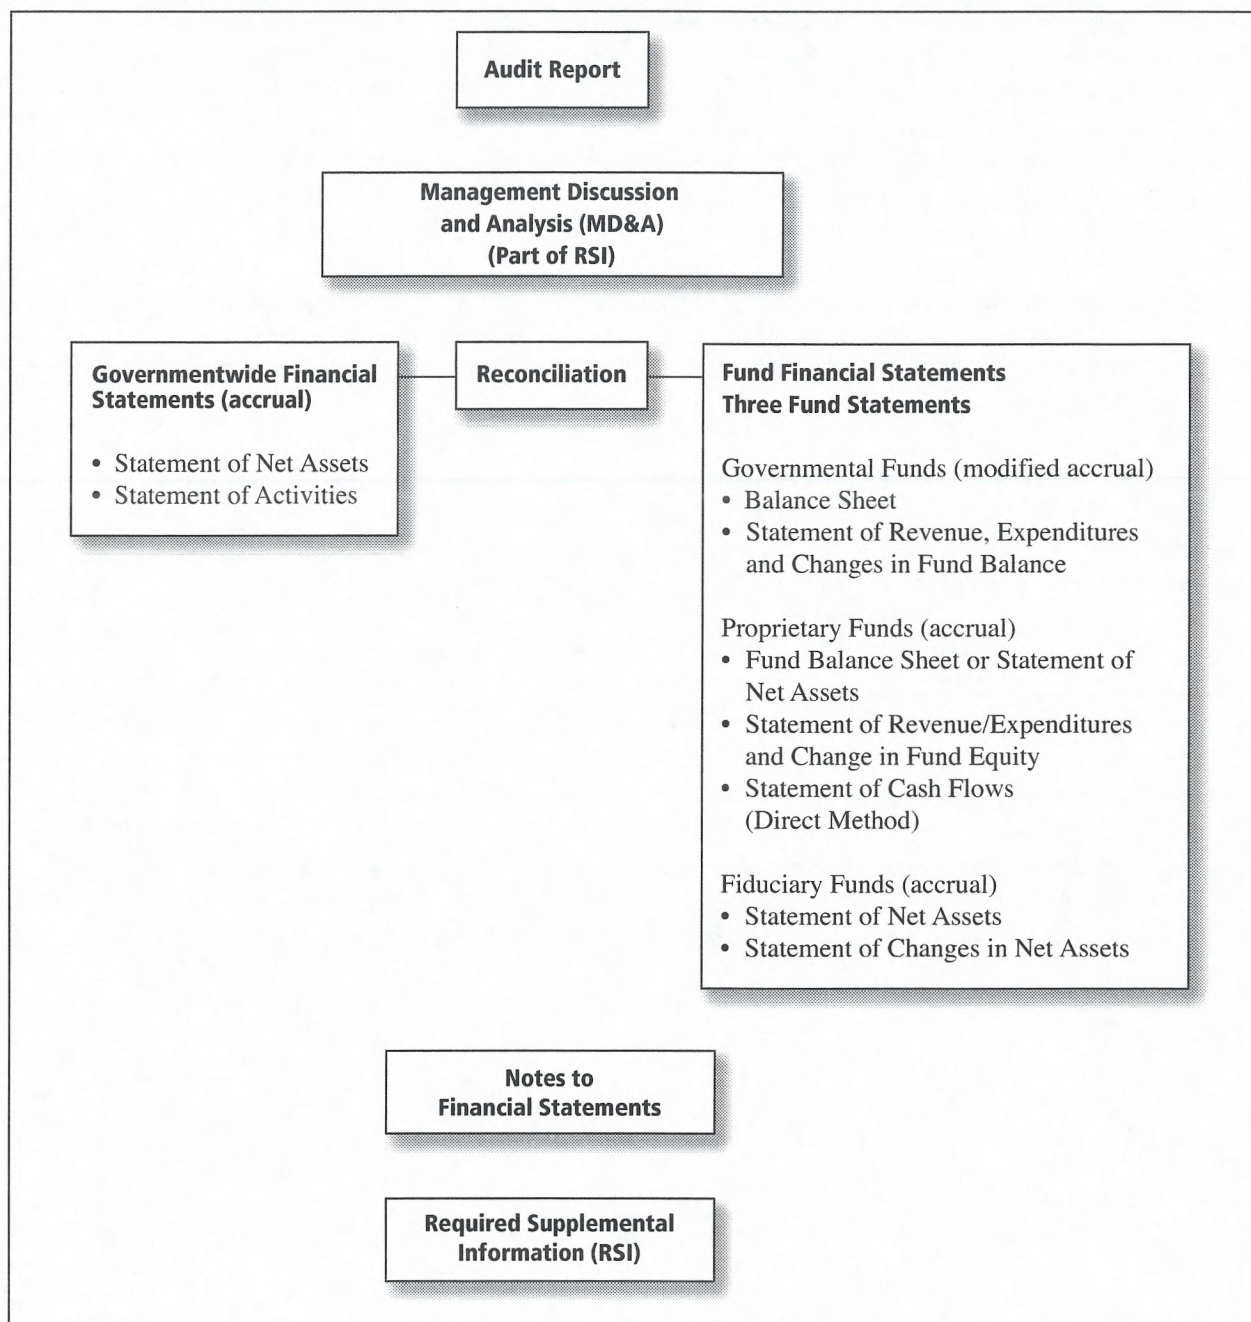 Audit Report
Management Discussion
and Analysis (MD&A)
(Part of RSI)
Governmentwide Financial
Statements (accrual)
• Statement of Net Assets
• Statement of Activities
Reconciliation
Fund Financial Statements
Three Fund Statements
Governmental Funds (modified accrual)
• Balance Sheet
• Statement of Revenue, Expenditures
and Changes in Fund Balance
Proprietary Funds (accrual)
• Fund Balance Sheet or Statement of
Net Assets
• Statement of Revenue/Expenditures
and Change in Fund Equity
• Statement of Cash Flows
(Direct Method)
Fiduciary Funds (accrual)
• Statement of Net Assets
• Statement of Changes in Net Assets
Notes to
Financial Statements
Required Supplemental
Information (RSI)